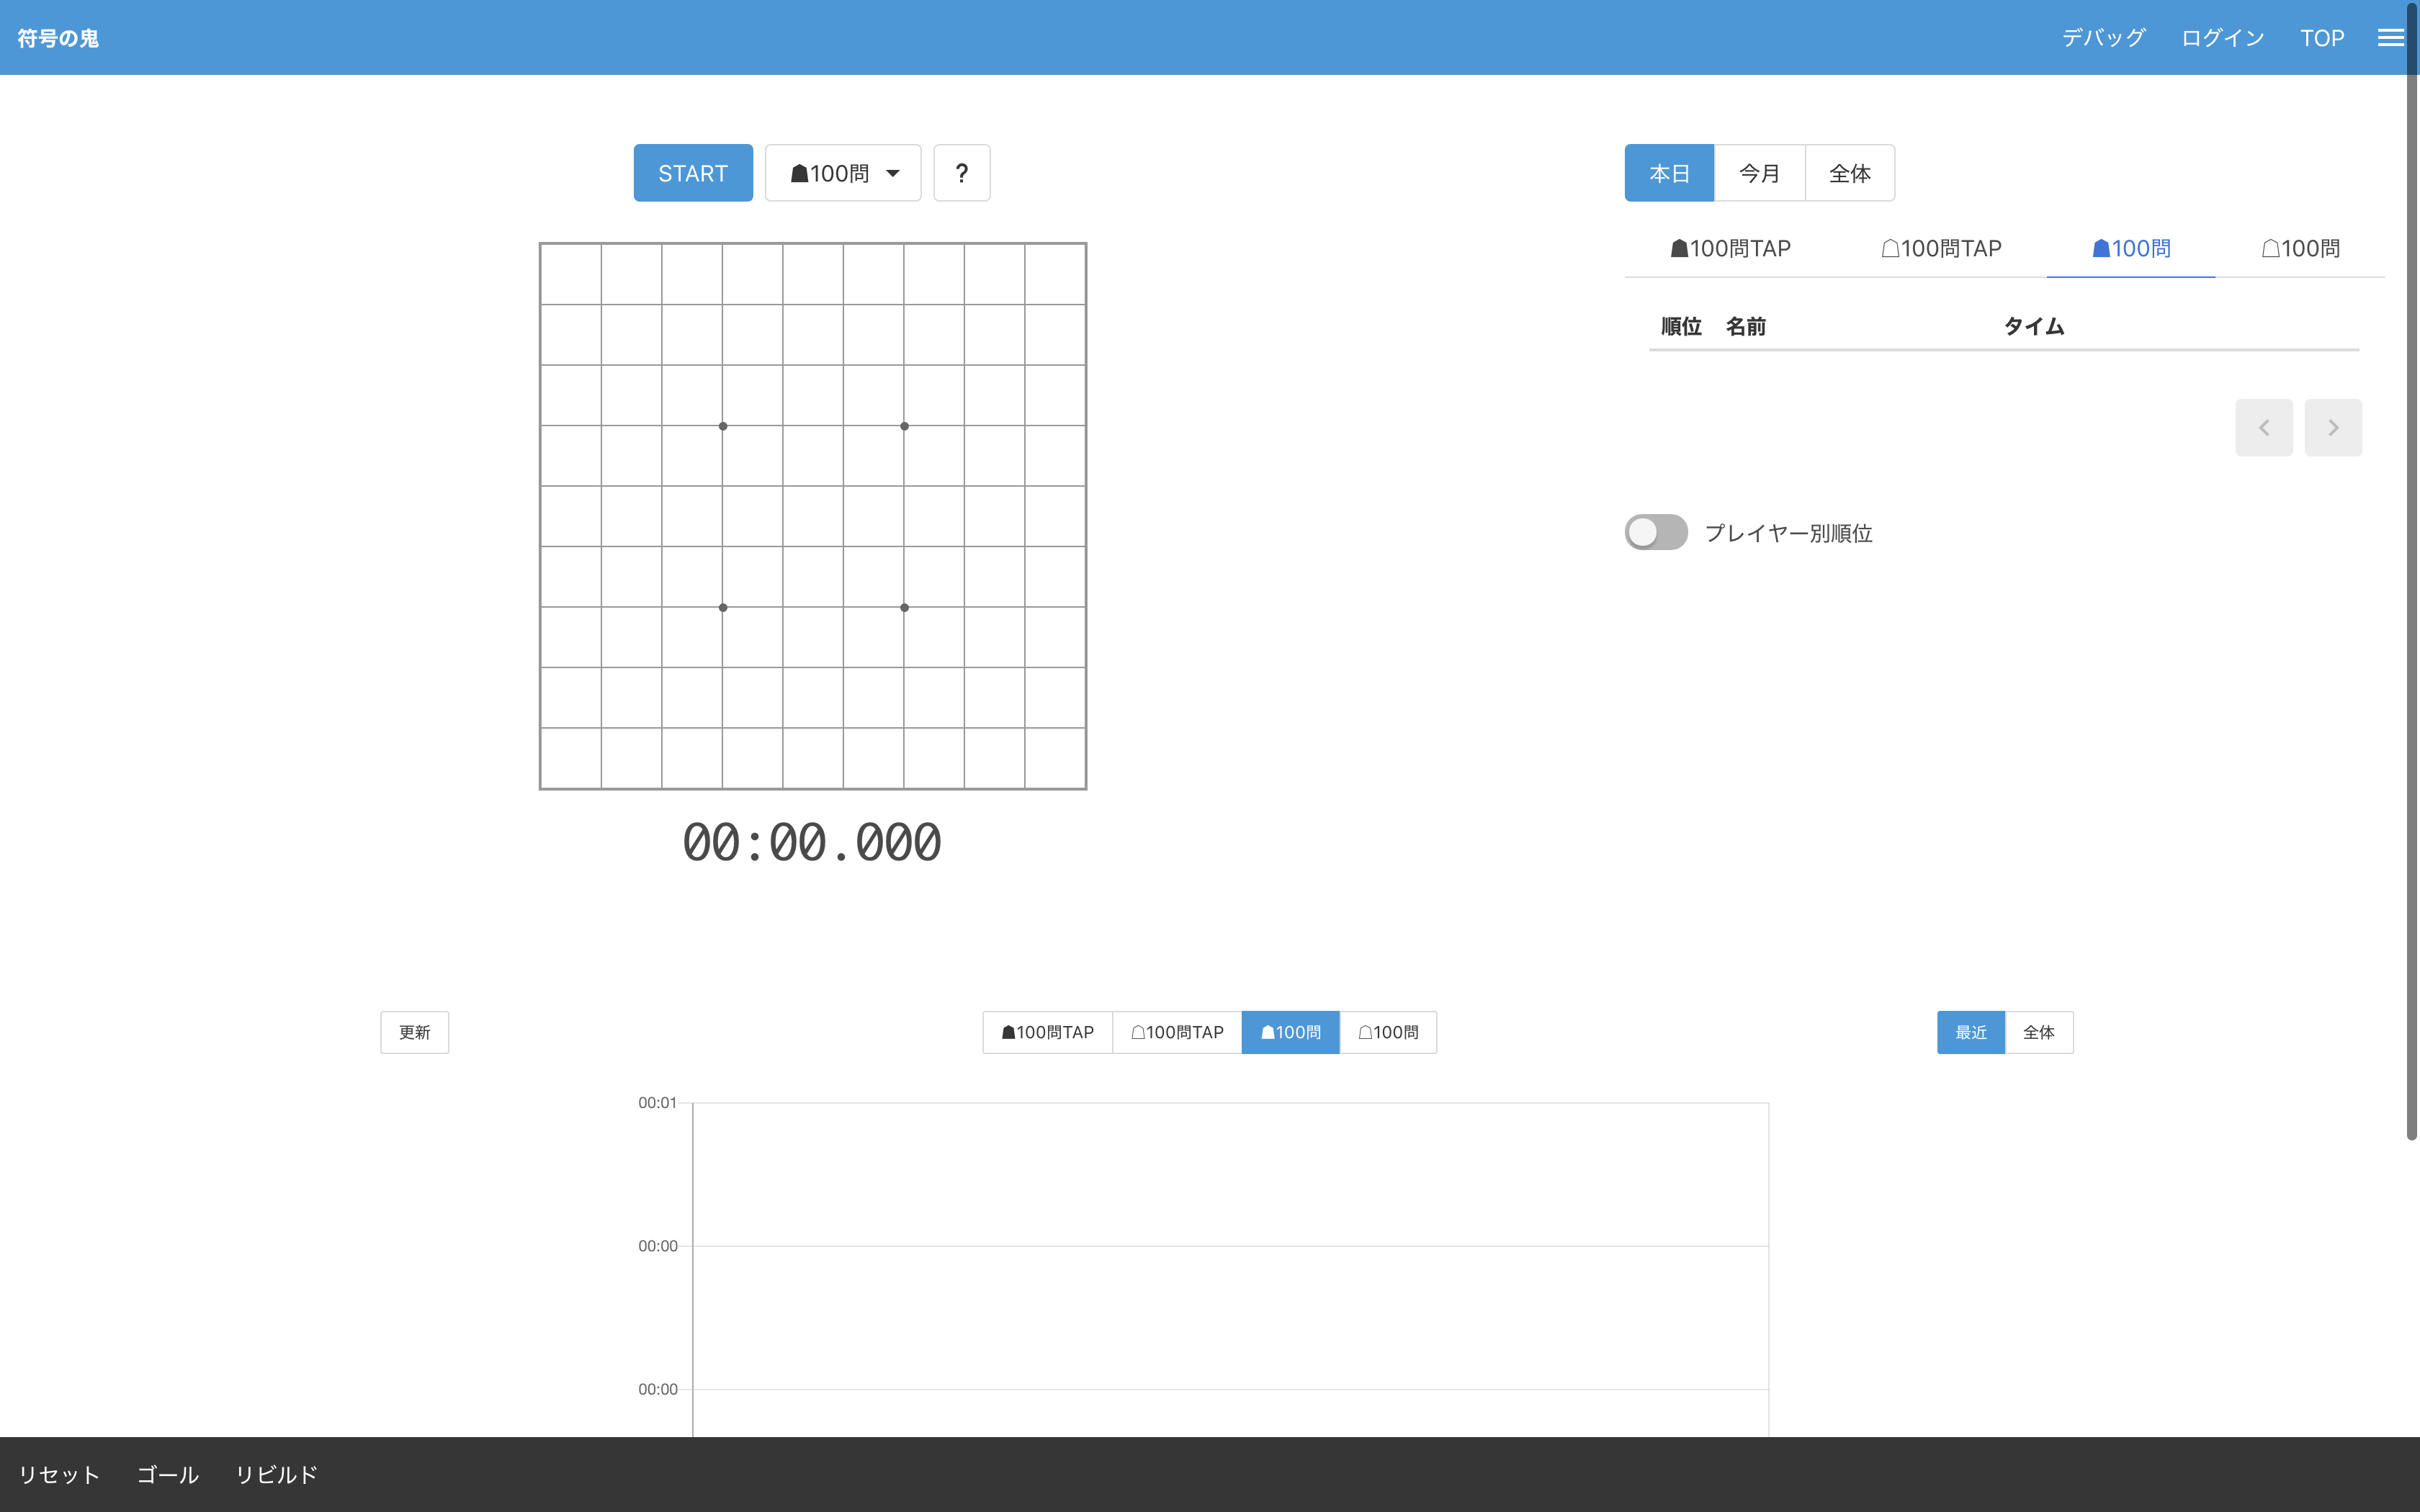 符号の鬼
デバッグ ログイン TOP
START ☗100問 ?
本日 今月 全体
☗100問TAP ☖100問TAP ☗100問 ☖100問
順位 名前 タイム
プレイヤー別順位
00:00.000
更新 ☗100問TAP ☖100問TAP ☗100問 ☖100問 最近 全体
00:01
00:00
00:00
リセット ゴール リビルド